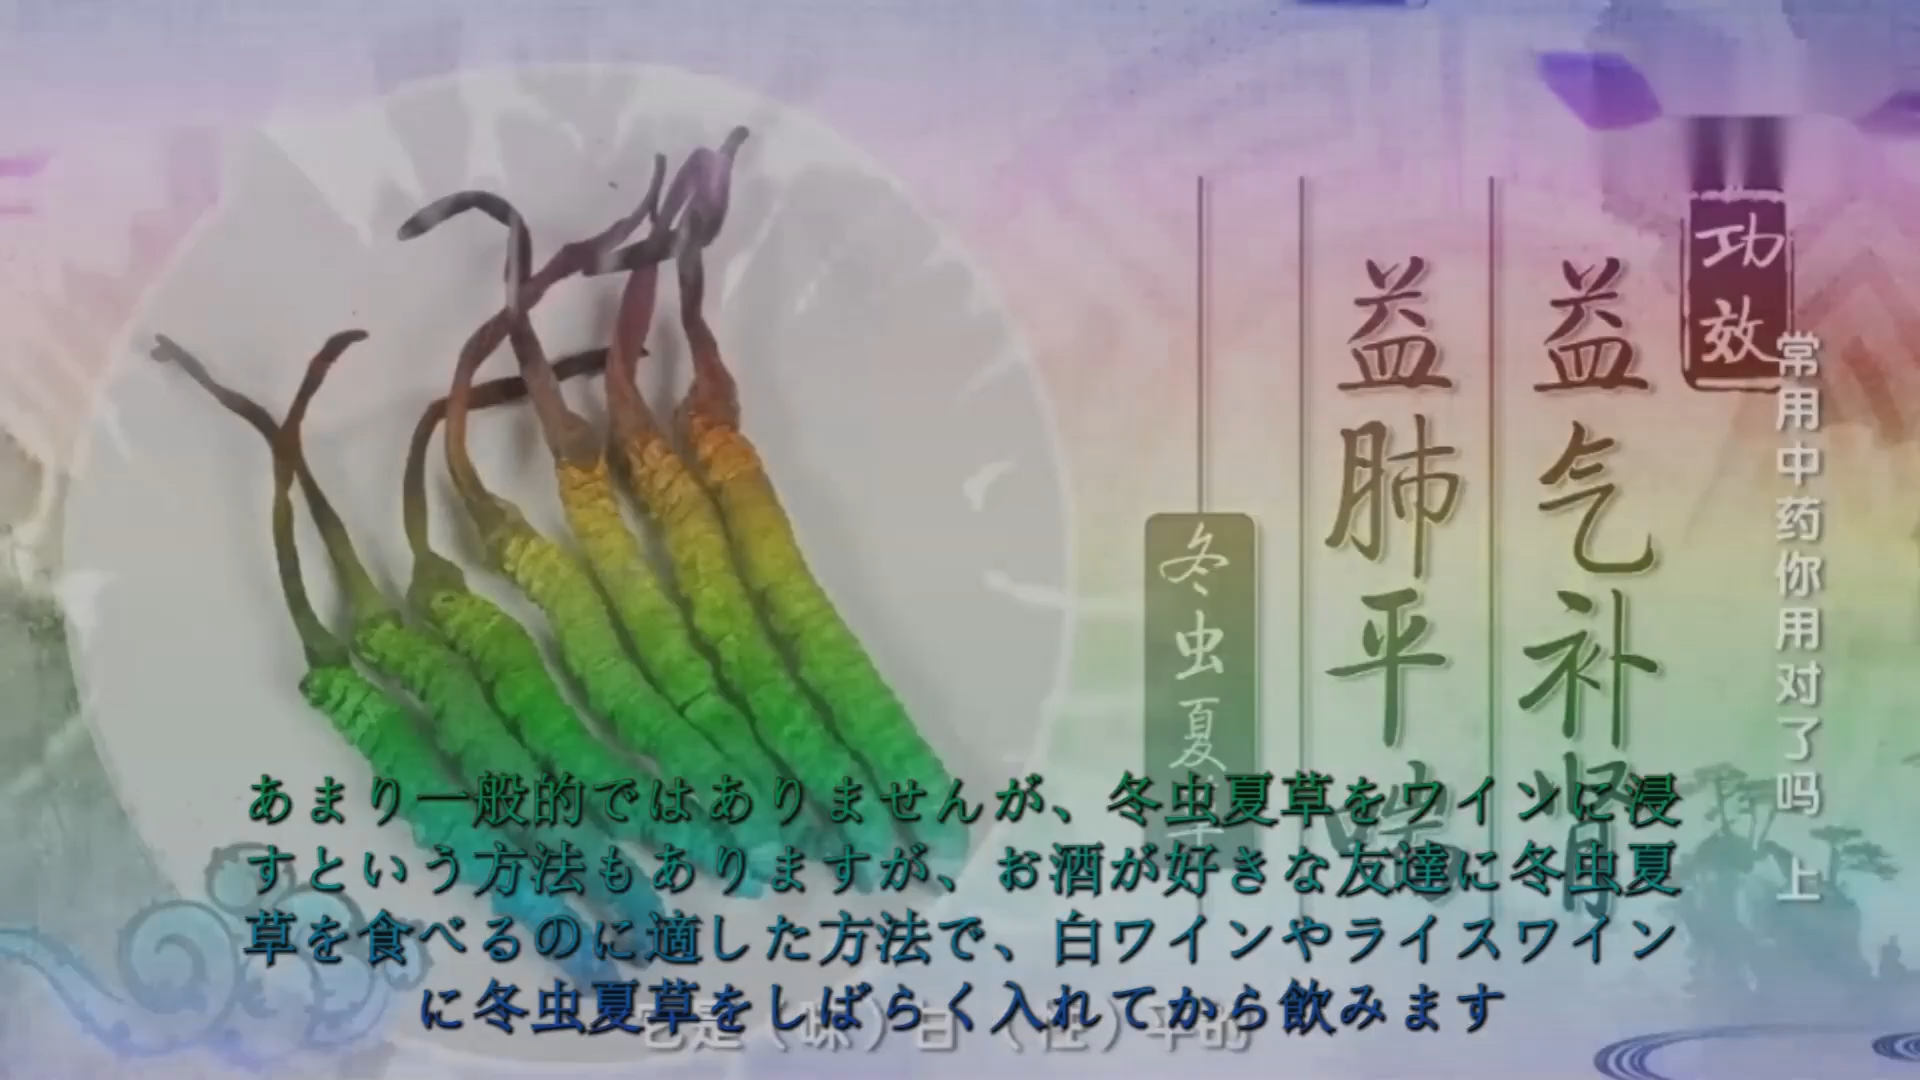 功效
益气补肾
益肺平喘
冬虫夏草
常用中药你用对了吗 上
あまり一般的ではありませんが、冬虫夏草をワインに浸
すという方法もありますが、お酒が好きな友達に冬虫夏
草を食べるのに適した方法で、白ワインやライスワイン
に冬虫夏草をしばらく入れてから飲みます